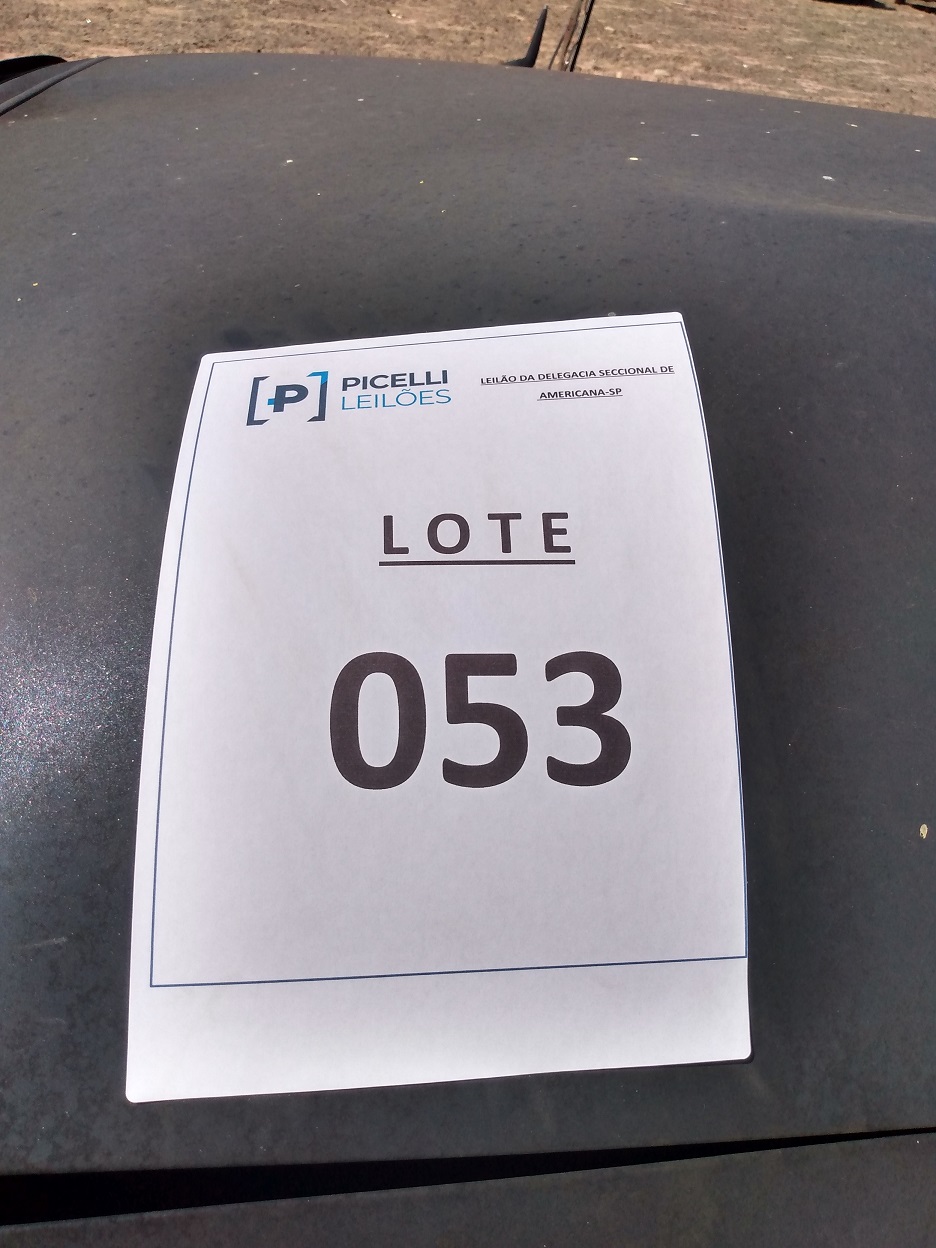 [P] PICELLI
LEILÕES
LEILÃO DA DELEGACIA SECCIONAL DE
AMERICANA-SP
LOTE
053